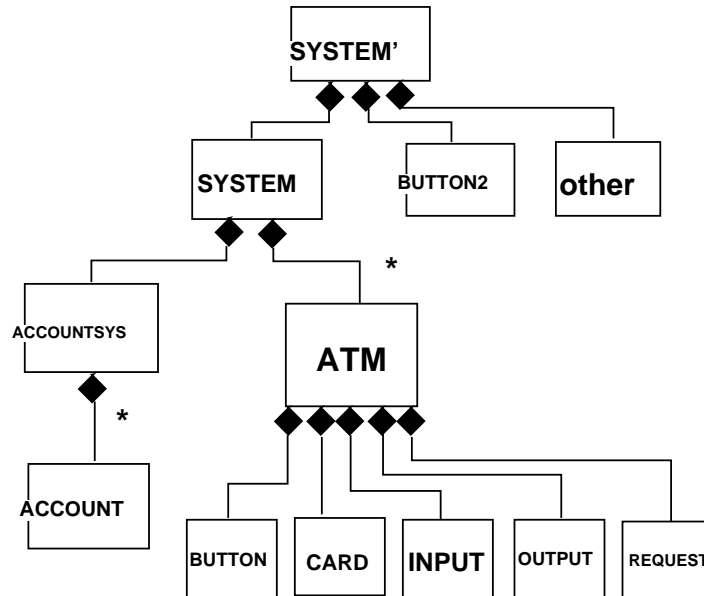 SYSTEM’
SYSTEM
BUTTON2
other
*
ACCOUNTSYS
ATM
*
ACCOUNT
BUTTON
CARD
INPUT
OUTPUT
REQUEST